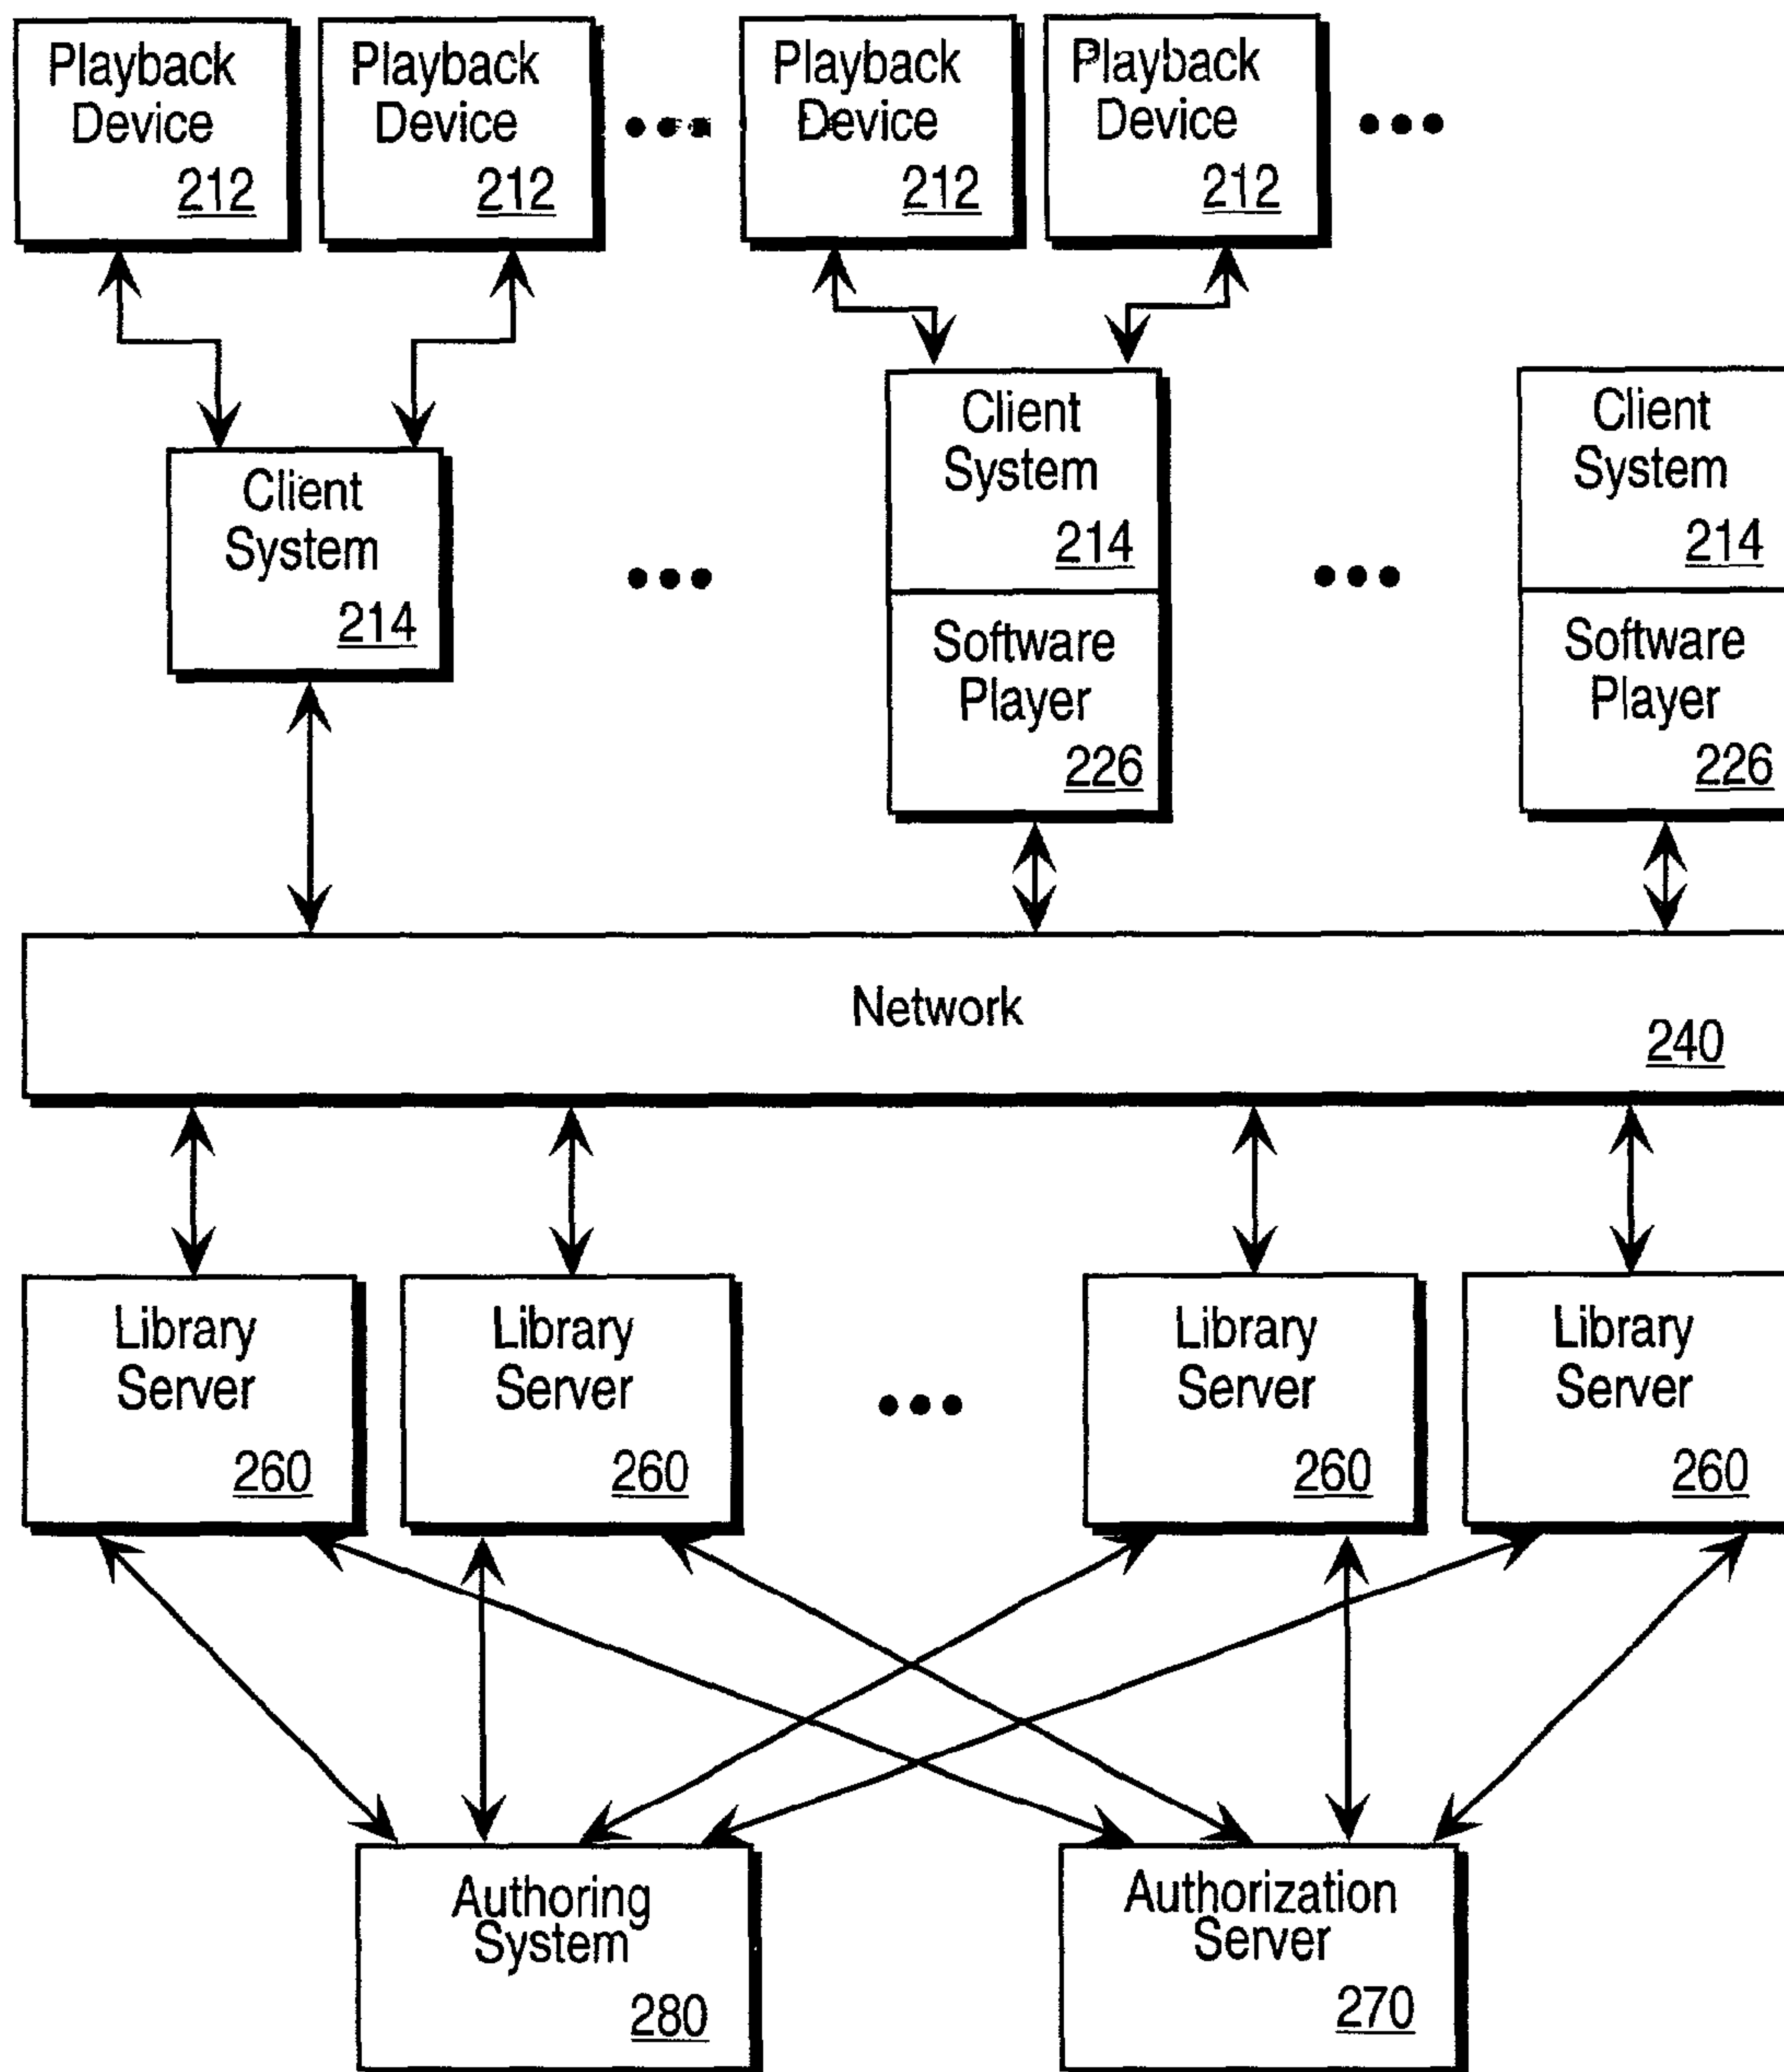 Playback
Device
212
Playback
Device
212
Playback
Device
212
Playback
Device
212
Client
System
214
Client
System
214
Software
Player
226
Client
System
214
Software
Player
226
Network
240
Library
Server
260
Library
Server
260
Library
Server
260
Library
Server
260
Authoring
System
280
Authorization
Server
270